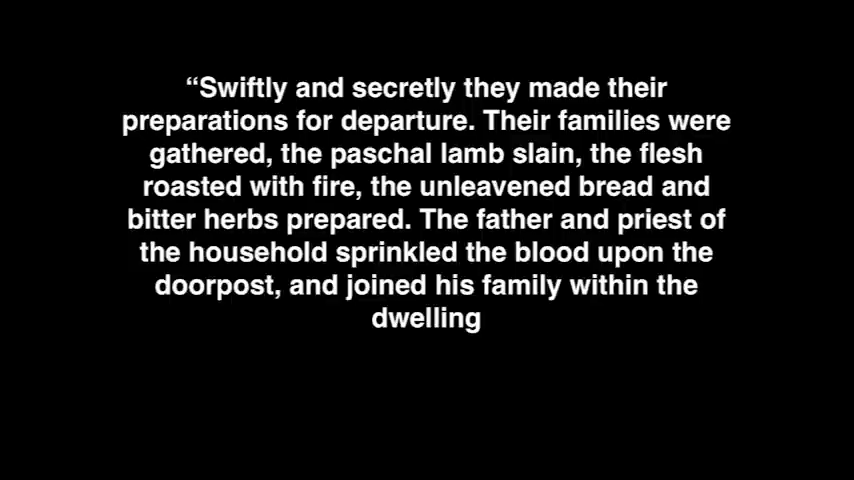 “Swiftly and secretly they made their
preparations for departure. Their families were
gathered, the paschal lamb slain, the flesh
roasted with fire, the unleavened bread and
bitter herbs prepared. The father and priest of
the household sprinkled the blood upon the
doorpost, and joined his family within the
dwelling